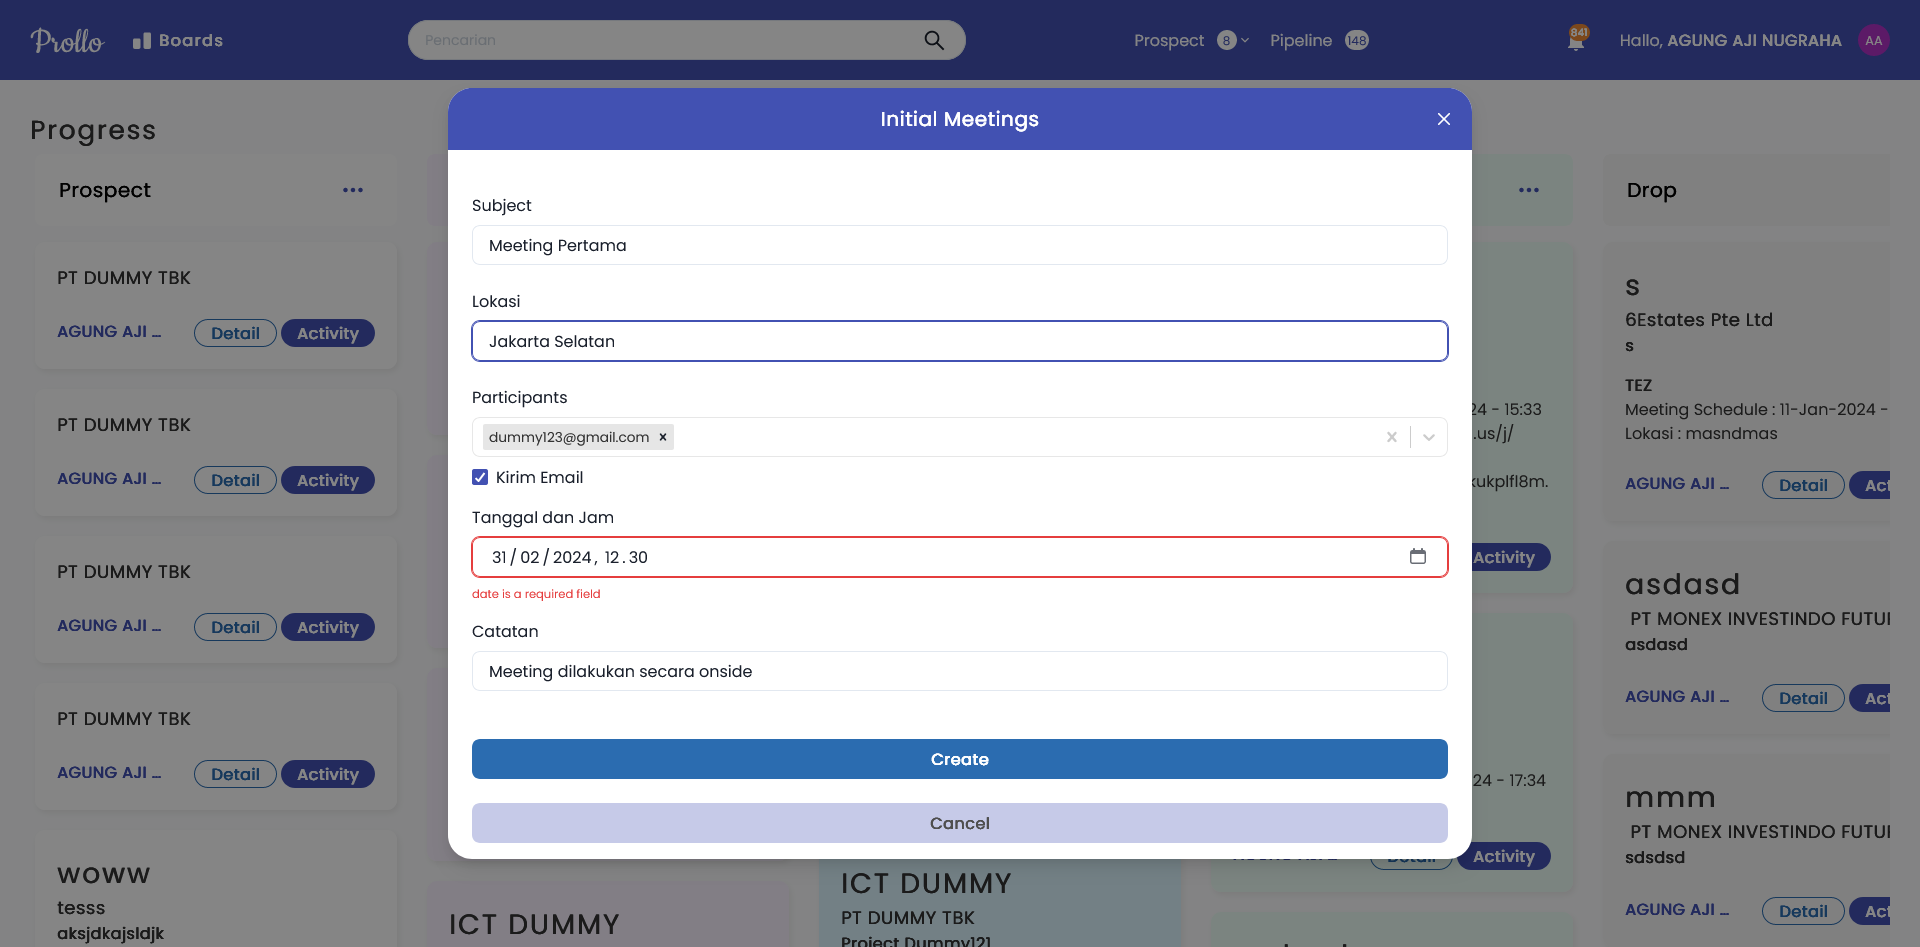 Prollo
Boards
Pencarian
Prospect 8
Pipeline 148
841
Hallo, AGUNG AJI NUGRAHA
AA
Progress
Initial Meetings
Subject
Meeting Pertama
Lokasi
Jakarta Selatan
Participants
dummy123@gmail.com
Kirim Email
Tanggal dan Jam
31/02/2024, 12.30
date is a required field
Catatan
Meeting dilakukan secara onside
Create
Cancel
Prospect
PT DUMMY TBK
AGUNG AJI ...
Detail
Activity
PT DUMMY TBK
AGUNG AJI ...
Detail
Activity
PT DUMMY TBK
AGUNG AJI ...
Detail
Activity
PT DUMMY TBK
AGUNG AJI ...
Detail
Activity
woww
tesss
aksjdkajsldjk
ICT DUMMY
ICT DUMMY
PT DUMMY TBK
Project Dummy121
24 - 15:33
.us/j/
kukplfl8m.
Activity
24 - 17:34
Detail
Activity
Drop
S
6Estates Pte Ltd
s
TEZ
Meeting Schedule : 11-Jan-2024 -
Lokasi : masndmas
AGUNG AJI ...
Detail
Act
asdasd
PT MONEX INVESTINDO FUTU
asdasd
AGUNG AJI ...
Detail
Act
mmm
PT MONEX INVESTINDO FUTU
sdsdsd
AGUNG AJI ...
Detail
Act